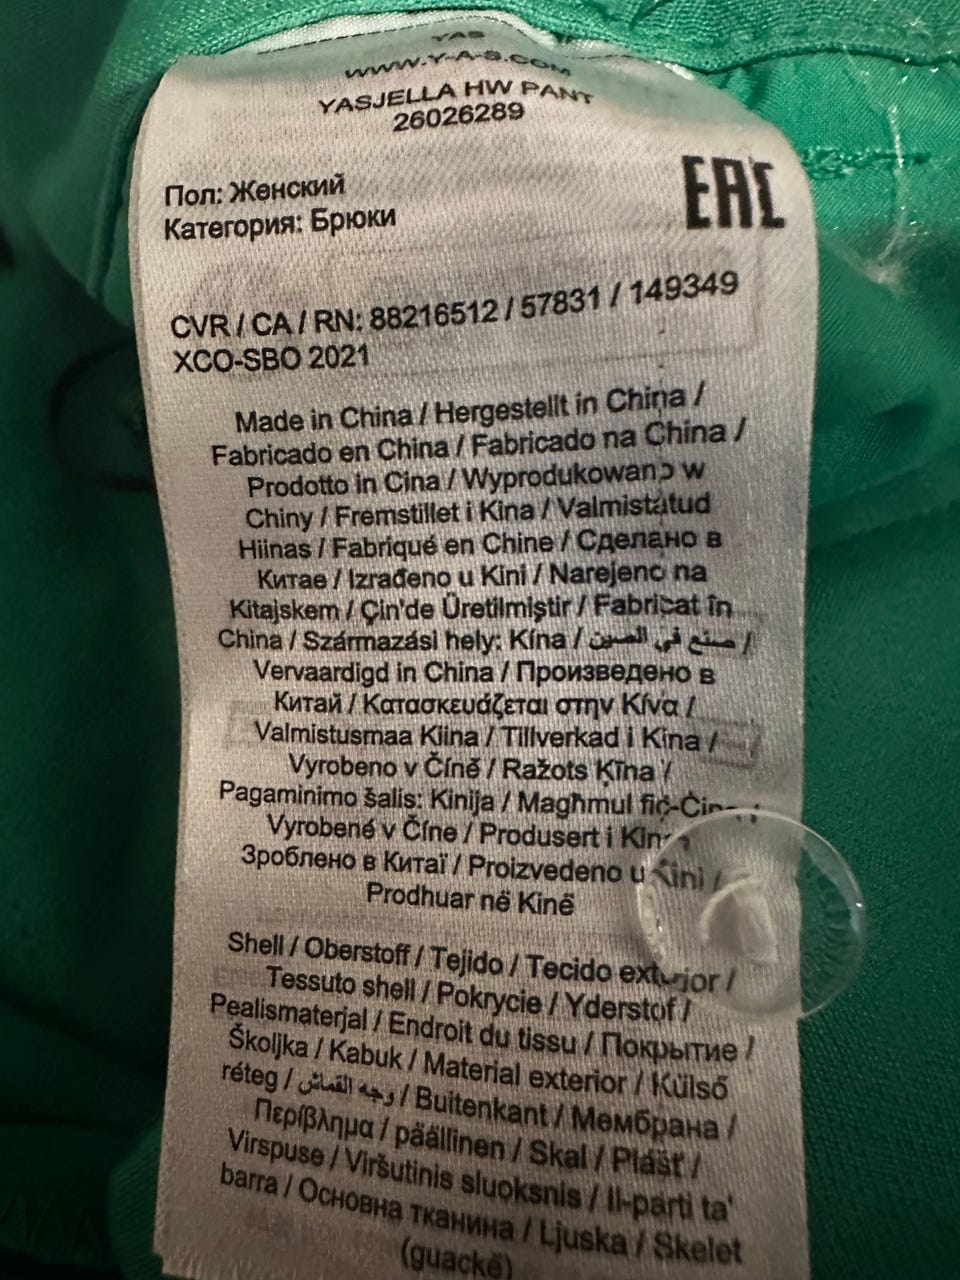 YAS
WWW.Y-A-S.COM
YASJELLA HW PANT
26026289
EAC
Пол: Женский
Категория: Брюки
CVR / CA / RN: 88216512 / 57831 / 149349
XCO-SBO 2021
Made in China / Hergestellt in China /
Fabricado en China / Fabricado na China /
Prodotto in Cina / Wyprodukowano w
Chiny / Fremstillet i Kina / Valmistatud
Hiinas / Fabriqué en Chine / Сделано в
Китае / Izrađeno u Kini / Narejeno na
Kitajskem / Çin'de Üretilmiştir / Fabricat în
China / Származási hely: Kína / صنع في الصين /
Vervaardigd in China / Произведено в
Китай / Κατασκευάζεται στην Κίνα /
Valmistusmaa Kiina / Tillverkad i Kina /
Vyrobeno v Číně / Ražots Ķīna /
Pagaminimo šalis: Kinija / Magħmul fiċ-Ċina /
Vyrobené v Číne / Produsert i Kina /
Зроблено в Китаї / Proizvedeno u Kini /
Prodhuar në Kinë
Shell / Oberstoff / Tejido / Tecido exterior /
Tessuto shell / Pokrycie / Yderstof /
Pealismaterjal / Endroit du tissu / Покрытие /
Školjka / Kabuk / Material exterior / Külső
réteg / وجه القماش / Buitenkant / Мембрана /
Περίβλημα / päällinen / Skal / Plášť /
Virspuse / Viršutinis sluoksnis / Il-parti ta'
barra / Основна тканина / Ljuska / Skelet
(guackë)